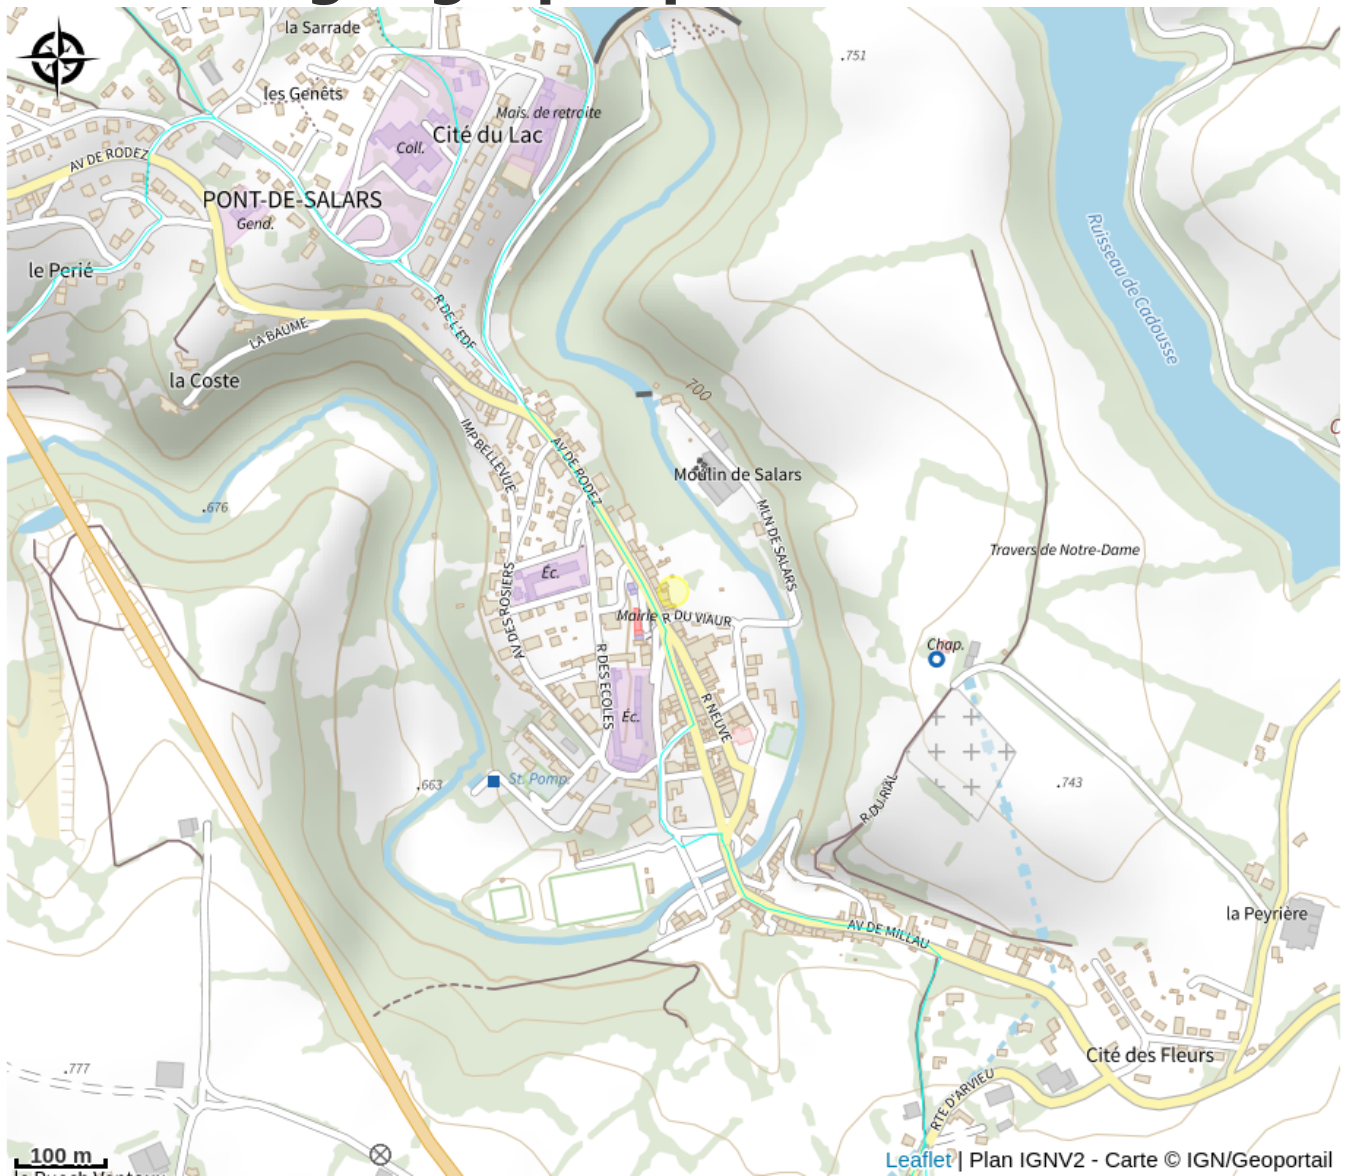 la Sarrade
.751
les Genêts
Mais. de retraite
Cité du Lac
Coll.
AV DE RODEZ
PONT-DE-SALARS
Gend.
le Perié
Ruisseau de Cadousse
R DE L'EDF
LA BAUME
la Coste
700
IMP BELLEVUE
AV DE RODEZ
Moulin de Salars
.676
MLN DE SALARS
Travers de Notre-Dame
Éc.
AV DES ROSIERS
Mairie
R DU VIAUR
Chap.
R DES ECOLES
R NEUVE
Éc.
St. Pomp.
.663
.743
R DU RIAL
la Peyrière
AV DE MILLAU
Cité des Fleurs
.777
RTE D'ARVIEU
100 m
Leaflet | Plan IGNV2 - Carte © IGN/Geoportail